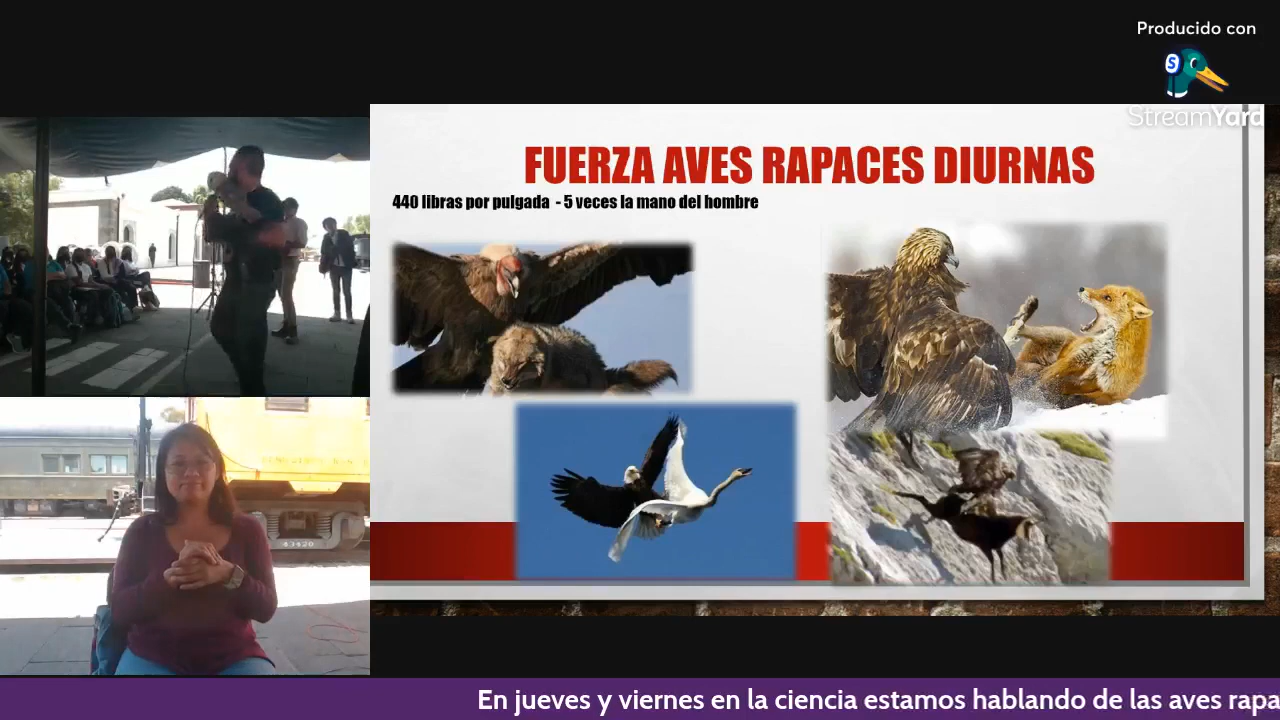 Producido con
S
StreamYard
FUERZA AVES RAPACES DIURNAS
440 libras por pulgada - 5 veces la mano del hombre
43420
En jueves y viernes en la ciencia estamos hablando de las aves rapa